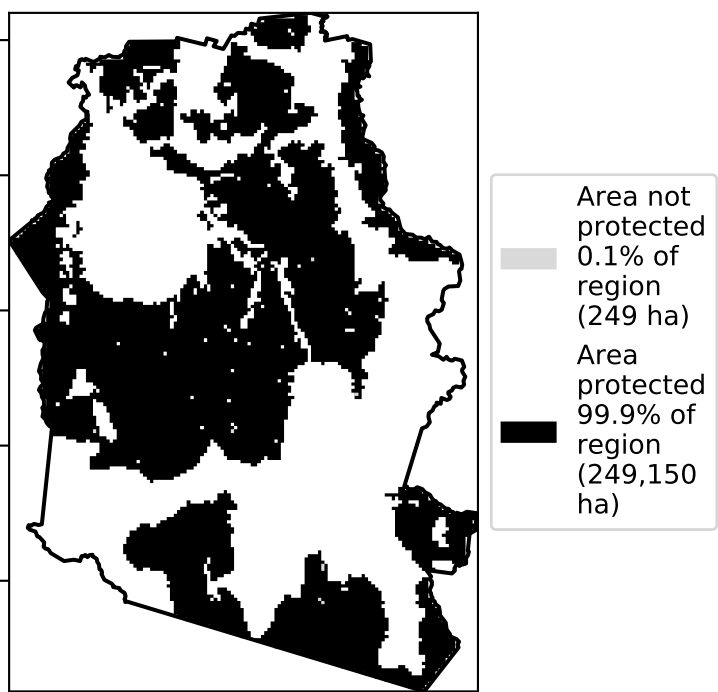 Area not
protected
0.1% of
region
(249 ha)
Area
protected
99.9% of
region
(249,150
ha)